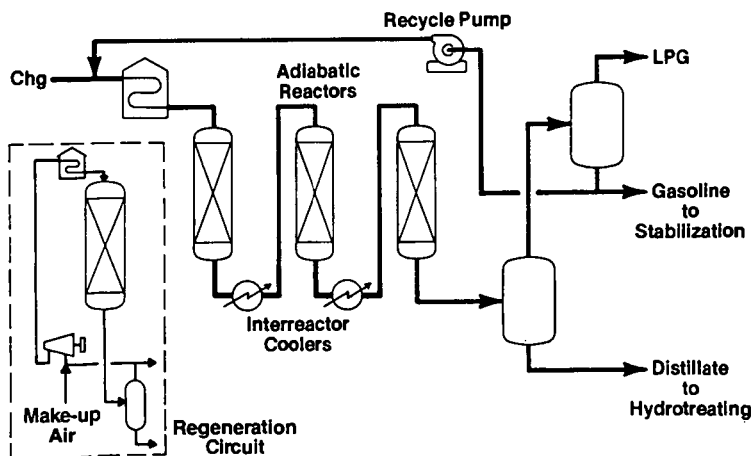 Recycle Pump
LPG
Chg
Adiabatic
Reactors
Gasoline
to
Stabilization
Interreactor
Coolers
Distillate
to
Hydrotreating
Make-up
Air
Regeneration
Circuit